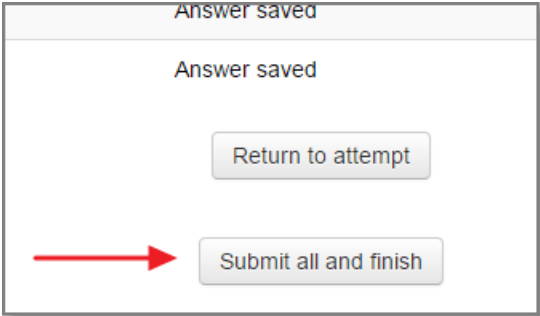 Answer saved
Answer saved
Return to attempt
Submit all and finish